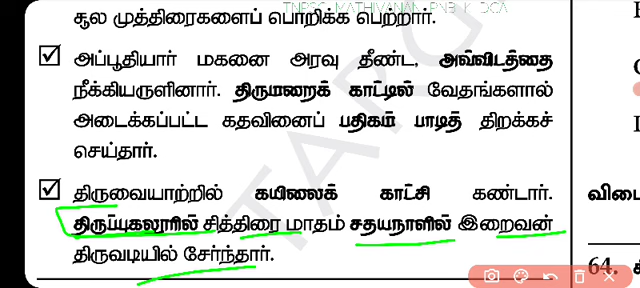 TNPSC MATHIVANAN PNB K DCA
சூல முத்திரைகளைப் பொறிக்க பெற்றார்.
அப்பூதியார் மகனை அரவு தீண்ட, அவ்விடத்தை
நீக்கியருளினார். திருமறைக் காட்டில் வேதங்களால்
அடைக்கப்பட்ட கதவினைப் பதிகம் பாடித் திறக்கச்
செய்தார்.
திருவையாற்றில் கயிலைக் காட்சி கண்டார்.
திருப்புகலூரில் சித்திரை மாதம் சதயநாளில் இறைவன்
திருவடியில் சேர்ந்தார்.
விடை
64.